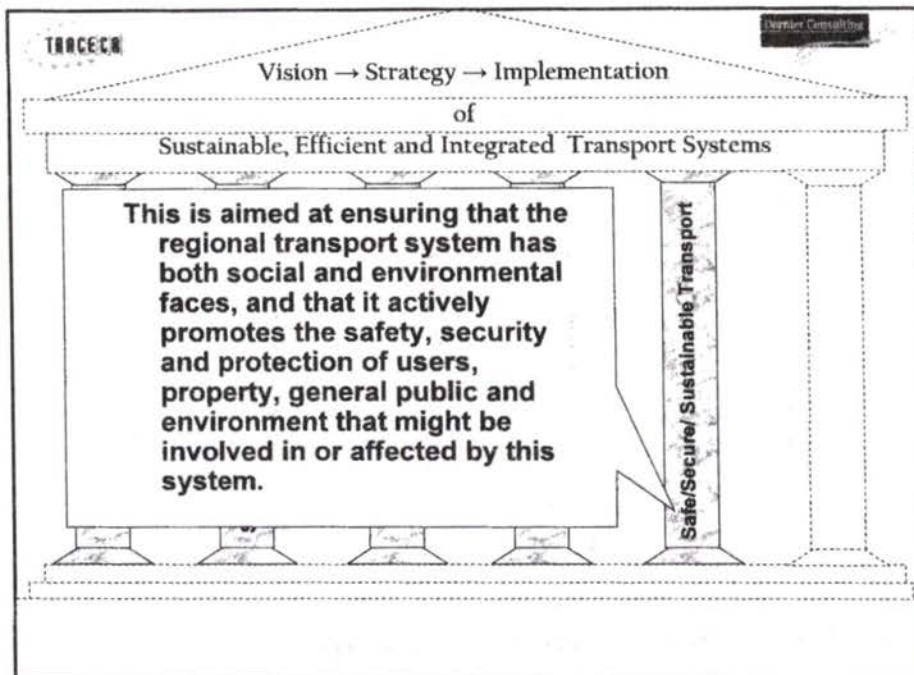 TRACECA
Dornier Consulting
Vision → Strategy → Implementation
of
Sustainable, Efficient and Integrated Transport Systems
This is aimed at ensuring that the
regional transport system has
both social and environmental
faces, and that it actively
promotes the safety, security
and protection of users,
property, general public and
environment that might be
involved in or affected by this
system.
Safe/Secure/ Sustainable Transport